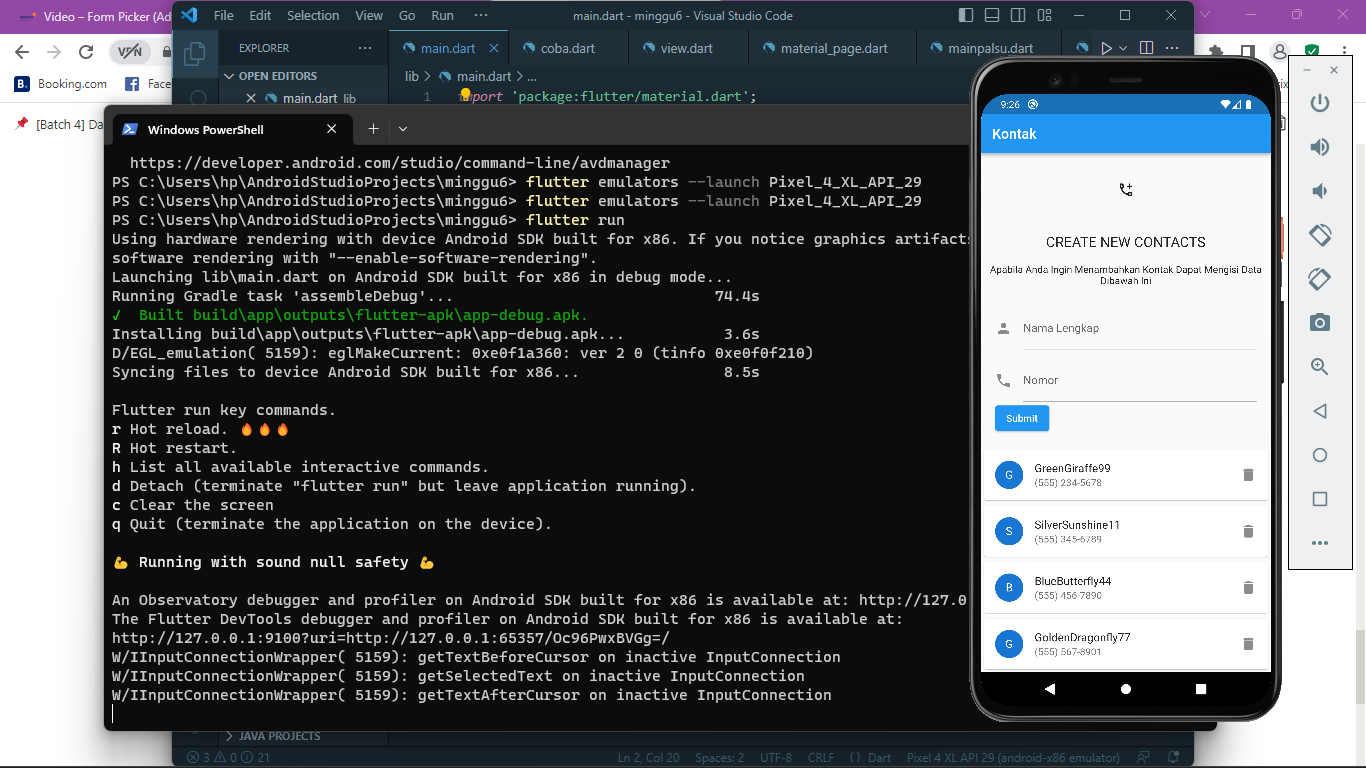 Video – Form Picker (Ad
File Edit Selection View Go Run ···
main.dart - minggu6 - Visual Studio Code
VPN
EXPLORER
main.dart
coba.dart
view.dart
material_page.dart
mainpalsu.dart
OPEN EDITORS
lib > main.dart > ...
Booking.com
Face
main.dart lib
1 import 'package:flutter/material.dart';
[Batch 4] Da
Windows PowerShell
https://developer.android.com/studio/command-line/avdmanager
PS C:\Users\hp\AndroidStudioProjects\minggu6> flutter emulators --launch Pixel_4_XL_API_29
PS C:\Users\hp\AndroidStudioProjects\minggu6> flutter emulators --launch Pixel_4_XL_API_29
PS C:\Users\hp\AndroidStudioProjects\minggu6> flutter run
Using hardware rendering with device Android SDK built for x86. If you notice graphics artifacts
software rendering with "--enable-software-rendering".
Launching lib\main.dart on Android SDK built for x86 in debug mode...
Running Gradle task 'assembleDebug'... 74.4s
√ Built build\app\outputs\flutter-apk\app-debug.apk.
Installing build\app\outputs\flutter-apk\app-debug.apk... 3.6s
D/EGL_emulation( 5159): eglMakeCurrent: 0xe0f1a360: ver 2 0 (tinfo 0xe0f0f210)
Syncing files to device Android SDK built for x86... 8.5s
Flutter run key commands.
r Hot reload. 🔥🔥🔥
R Hot restart.
h List all available interactive commands.
d Detach (terminate "flutter run" but leave application running).
c Clear the screen
q Quit (terminate the application on the device).
💪 Running with sound null safety 💪
An Observatory debugger and profiler on Android SDK built for x86 is available at: http://127.0
The Flutter DevTools debugger and profiler on Android SDK built for x86 is available at:
http://127.0.0.1:9100?uri=http://127.0.0.1:65357/Oc96PwxBVGg=/
W/IInputConnectionWrapper( 5159): getTextBeforeCursor on inactive InputConnection
W/IInputConnectionWrapper( 5159): getSelectedText on inactive InputConnection
W/IInputConnectionWrapper( 5159): getTextAfterCursor on inactive InputConnection
JAVA PROJECTS
3 0 21
Ln 2, Col 20 Spaces: 2 UTF-8 CRLF {} Dart Pixel 4 XL API 29 (android-x86 emulator)
9:26
Kontak
CREATE NEW CONTACTS
Apabila Anda Ingin Menambahkan Kontak Dapat Mengisi Data
Dibawah Ini
Nama Lengkap
Nomor
Submit
G GreenGiraffe99
(555) 234-5678
S SilverSunshine11
(555) 345-6789
B BlueButterfly44
(555) 456-7890
G GoldenDragonfly77
(555) 567-8901